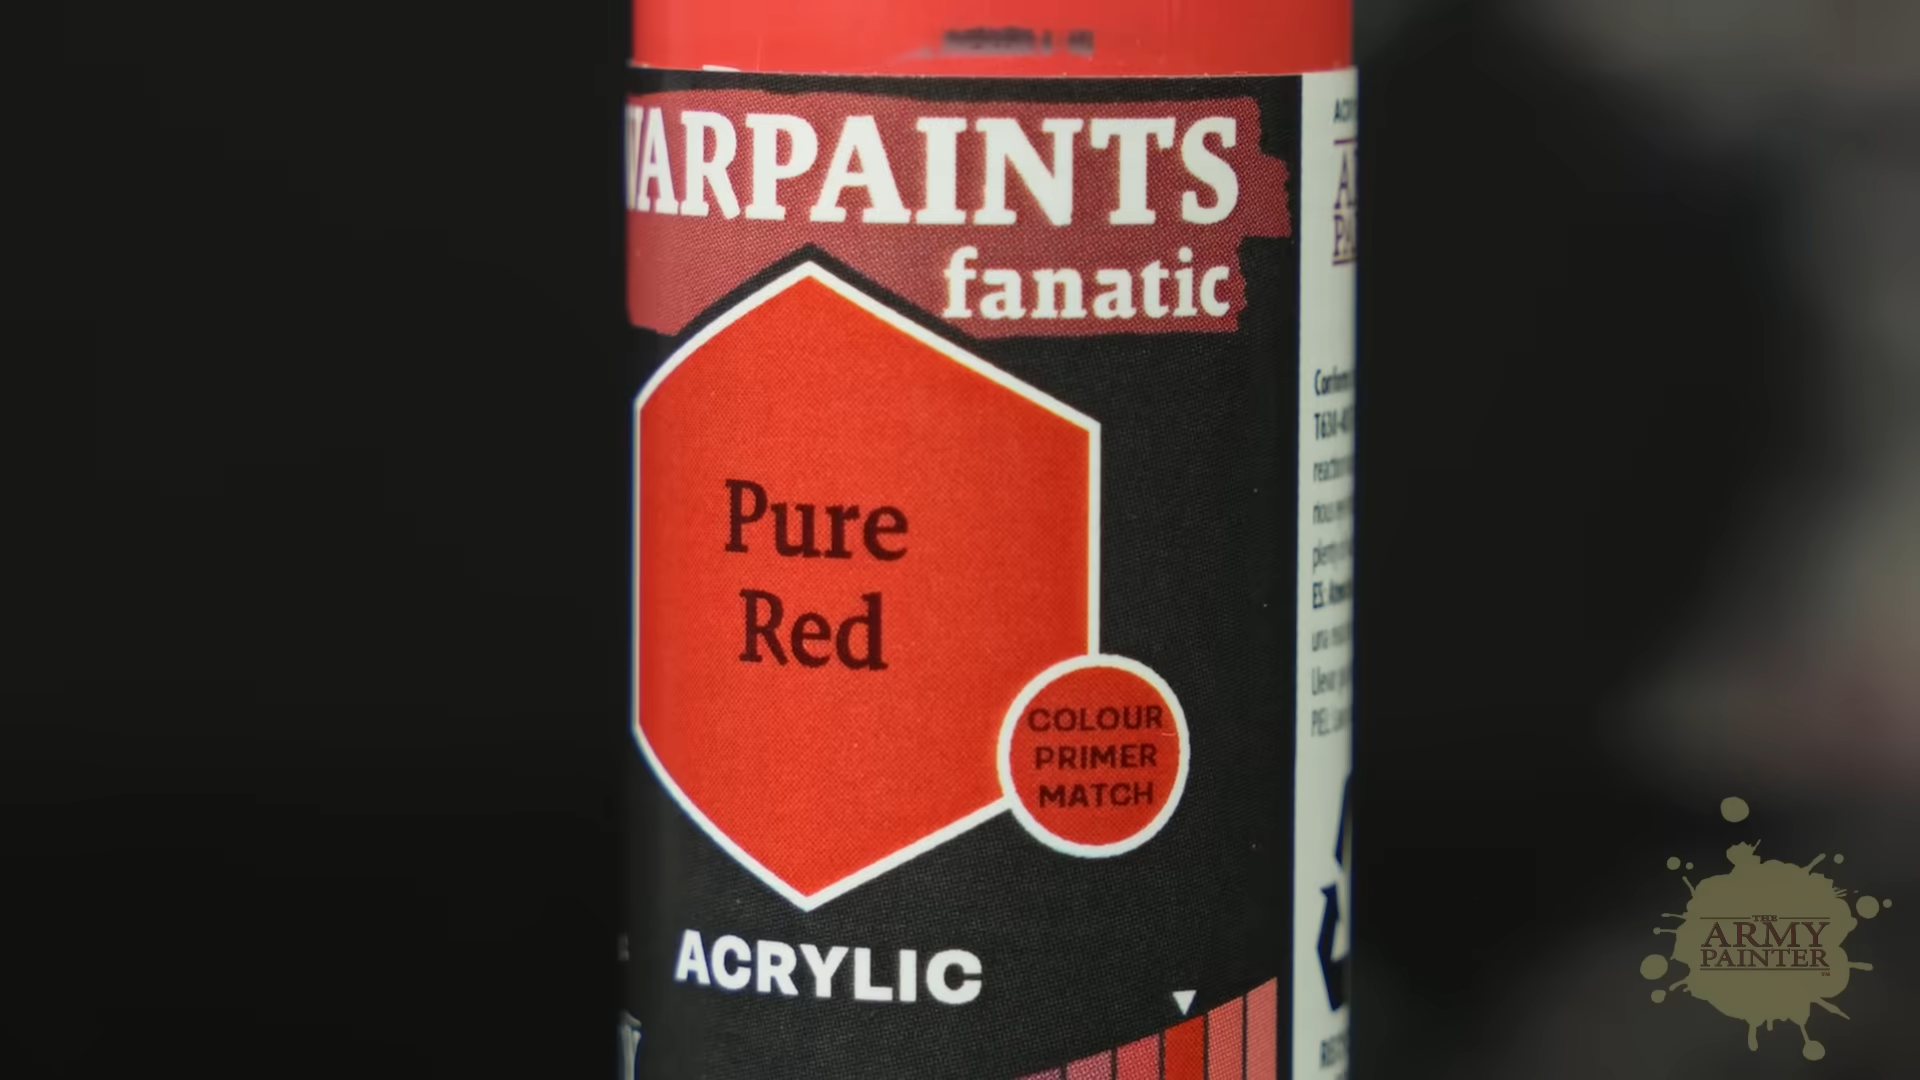 WARPAINTS
fanatic
Pure
Red
COLOUR
PRIMER
MATCH
ACRYLIC
THE
ARMY
PAINTER